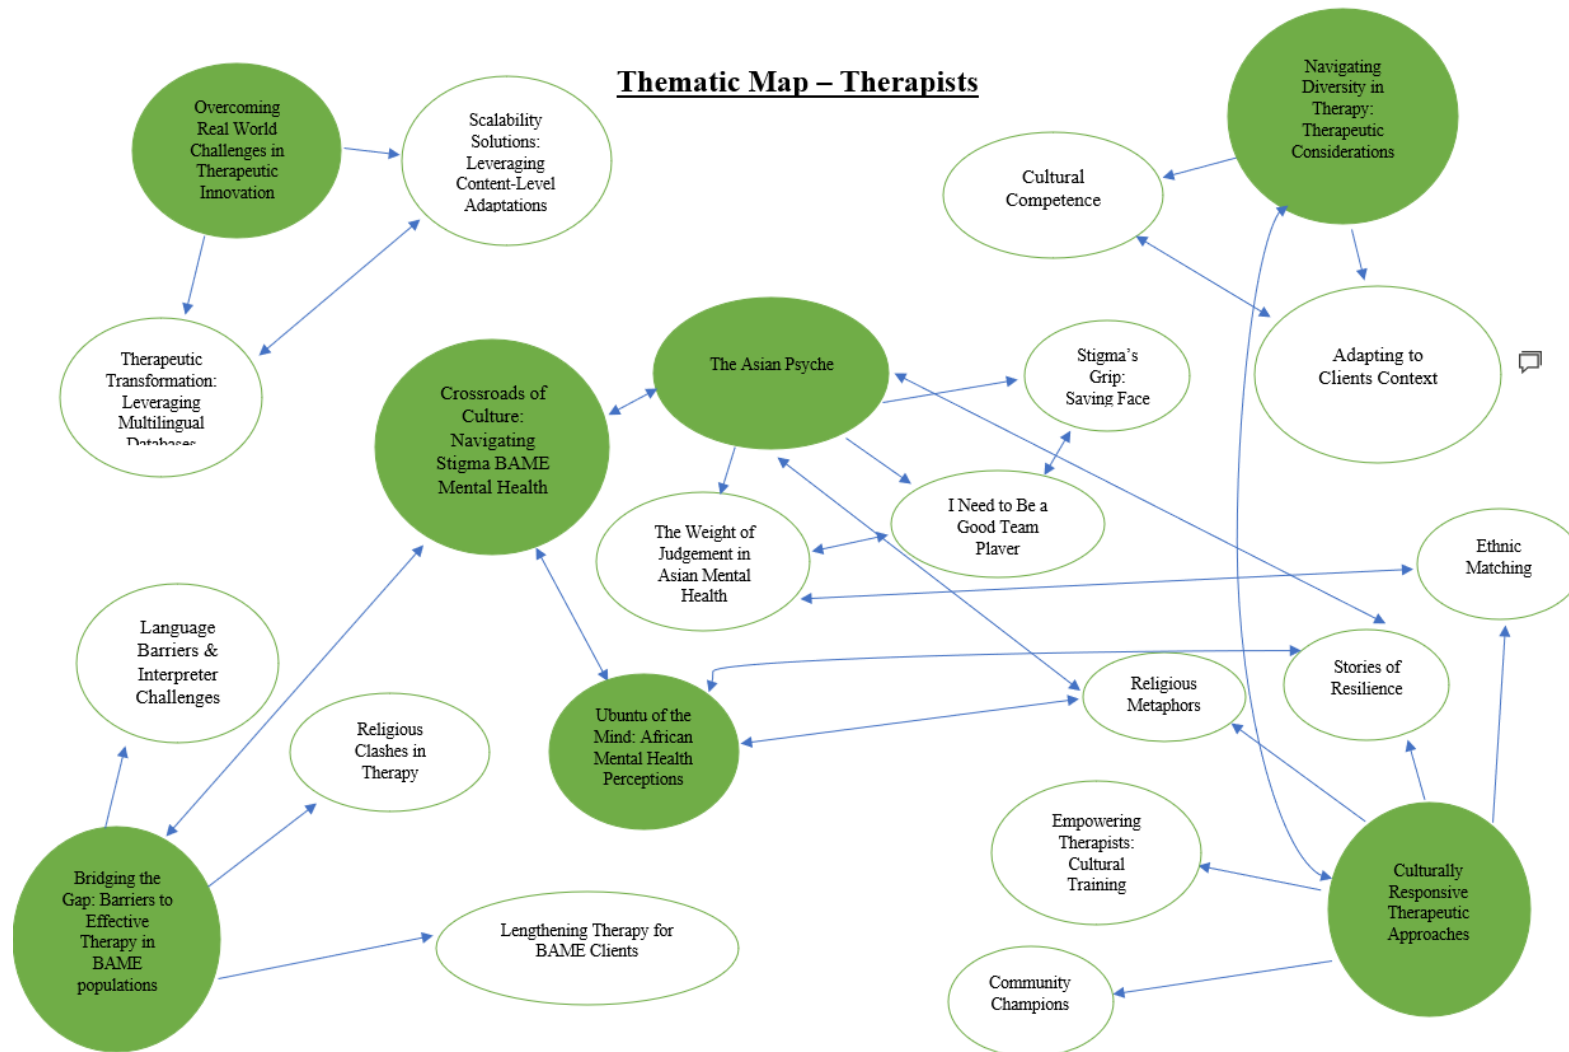 Thematic Map – Therapists
Overcoming
Real World
Challenges in
Therapeutic
Innovation
Scalability
Solutions:
Leveraging
Content-Level
Adaptations
Navigating
Diversity in
Therapy:
Therapeutic
Considerations
Cultural
Competence
Therapeutic
Transformation:
Leveraging
Multilingual
Databases
Crossroads of
Culture:
Navigating
Stigma BAME
Mental Health
The Asian Psyche
Stigma’s
Grip:
Saving Face
Adapting to
Clients Context
The Weight of
Judgement in
Asian Mental
Health
I Need to Be a
Good Team
Player
Ethnic
Matching
Language
Barriers &
Interpreter
Challenges
Religious
Clashes in
Therapy
Ubuntu of the
Mind: African
Mental Health
Perceptions
Religious
Metaphors
Stories of
Resilience
Bridging the
Gap: Barriers to
Effective
Therapy in
BAME
populations
Lengthening Therapy for
BAME Clients
Empowering
Therapists:
Cultural
Training
Culturally
Responsive
Therapeutic
Approaches
Community
Champions